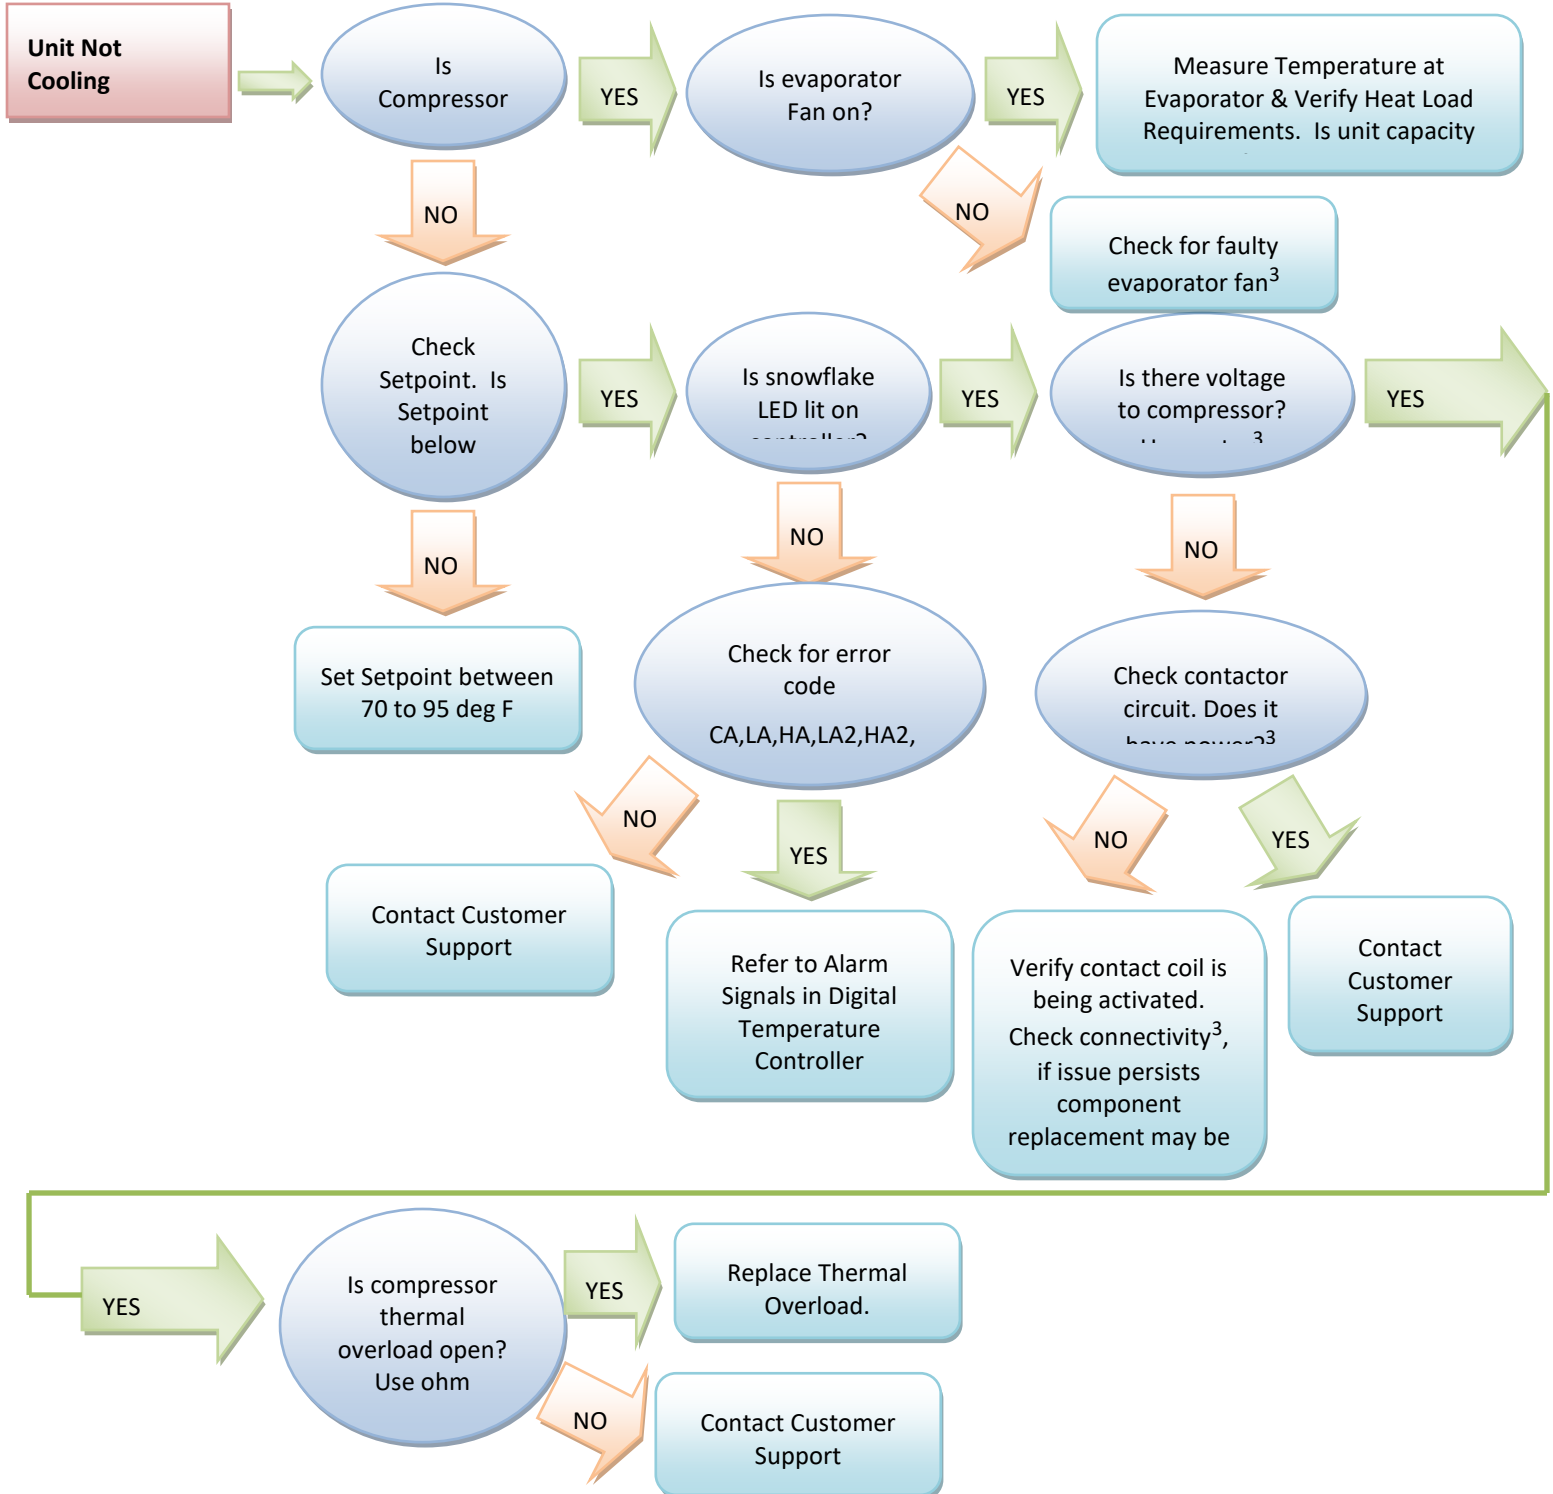 Unit Not
Cooling
Is
Compressor
YES
Is evaporator
Fan on?
YES
Measure Temperature at
Evaporator & Verify Heat Load
Requirements. Is unit capacity
NO
NO
Check for faulty
evaporator fan3
Check
Setpoint. Is
Setpoint
below
YES
Is snowflake
LED lit on
controller?
YES
Is there voltage
to compressor?
YES
NO
NO
NO
Set Setpoint between
70 to 95 deg F
Check for error
code
CA,LA,HA,LA2,HA2,
Check contactor
circuit. Does it
have power?3
NO
YES
NO
YES
Contact Customer
Support
Refer to Alarm
Signals in Digital
Temperature
Controller
Verify contact coil is
being activated.
Check connectivity3,
if issue persists
component
replacement may be
Contact
Customer
Support
YES
Is compressor
thermal
overload open?
Use ohm
YES
Replace Thermal
Overload.
NO
Contact Customer
Support